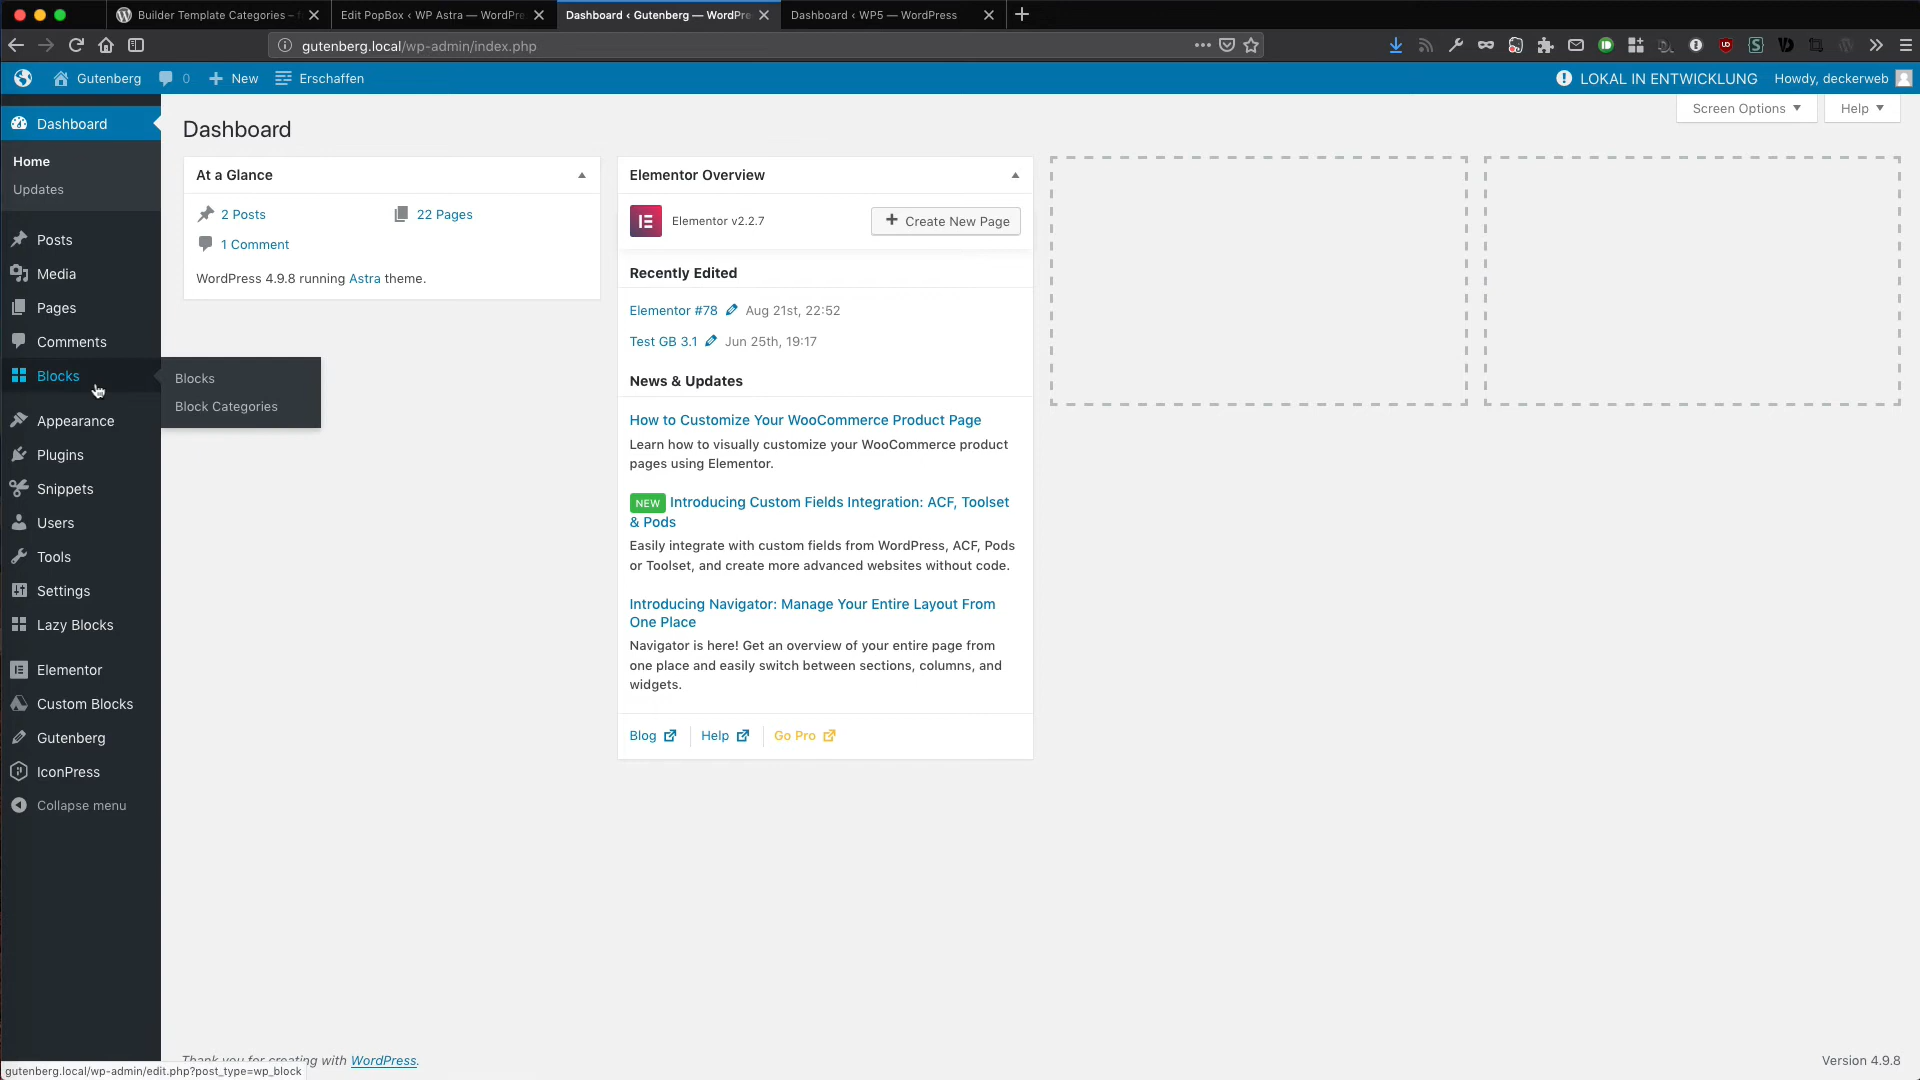 Builder Template Categories –
Edit PopBox ‹ WP Astra — WordPre
Dashboard ‹ Gutenberg — WordPre
Dashboard ‹ WP5 — WordPress
gutenberg.local/wp-admin/index.php
Gutenberg
0
New
Erschaffen
LOKAL IN ENTWICKLUNG
Howdy, deckerweb
Dashboard
Home
Updates
Posts
Media
Pages
Comments
Blocks
Blocks
Block Categories
Appearance
Plugins
Snippets
Users
Tools
Settings
Lazy Blocks
Elementor
Custom Blocks
Gutenberg
IconPress
Collapse menu
Screen Options
Help
Dashboard
At a Glance
2 Posts
22 Pages
1 Comment
WordPress 4.9.8 running Astra theme.
Elementor Overview
Elementor v2.2.7
Create New Page
Recently Edited
Elementor #78 Aug 21st, 22:52
Test GB 3.1 Jun 25th, 19:17
News & Updates
How to Customize Your WooCommerce Product Page
Learn how to visually customize your WooCommerce product
pages using Elementor.
NEW Introducing Custom Fields Integration: ACF, Toolset
& Pods
Easily integrate with custom fields from WordPress, ACF, Pods
or Toolset, and create more advanced websites without code.
Introducing Navigator: Manage Your Entire Layout From
One Place
Navigator is here! Get an overview of your entire page from
one place and easily switch between sections, columns, and
widgets.
Blog
Help
Go Pro
Thank you for creating with WordPress.
Version 4.9.8
gutenberg.local/wp-admin/edit.php?post_type=wp_block